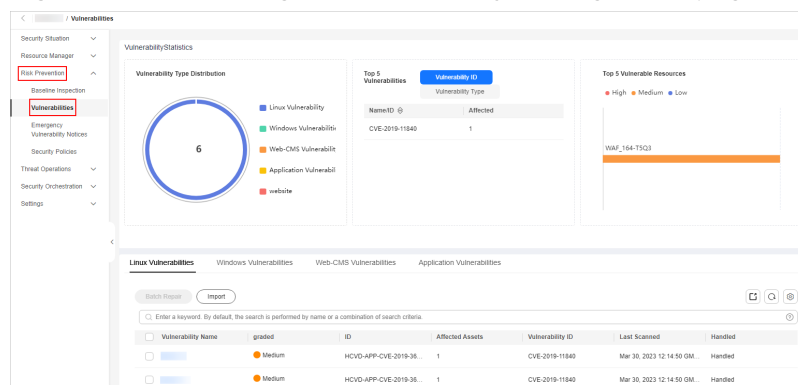 / Vulnerabilities
Security Situation
Resource Manager
Risk Prevention
Baseline Inspection
Vulnerabilities
Emergency
Vulnerability Notices
Security Policies
Threat Operations
Security Orchestration
Settings
VulnerabilityStatistics
Vulnerability Type Distribution
6
Linux Vulnerability
Windows Vulnerabilitie
Web-CMS Vulnerabilit
Application Vulnerabil
website
Top 5
Vulnerabilities
Vulnerability ID
Vulnerability Type
Name/ID Affected
CVE-2019-11840 1
Top 5 Vulnerable Resources
High Medium Low
WAF_164-T5Q3
Linux Vulnerabilities Windows Vulnerabilities Web-CMS Vulnerabilities Application Vulnerabilities
Batch Repair Import
Enter a keyword. By default, the search is performed by name or a combination of search criteria.
Vulnerability Name graded ID Affected Assets Vulnerability ID Last Scanned Handled
Medium HCVD-APP-CVE-2019-36... 1 CVE-2019-11840 Mar 30, 2023 12:14:50 GM... Handled
Medium HCVD-APP-CVE-2019-36... 1 CVE-2019-11840 Mar 30, 2023 12:14:50 GM... Handled